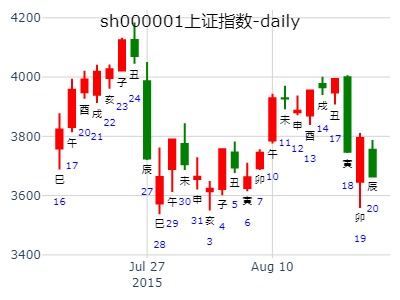 sh000001上证指数-daily
4200
4000
3800
3600
3400
巳
午
酉
戌
亥
子
丑
辰
巳
午
寅
申
亥
子
丑
寅
卯
午
未
申
酉
戌
丑
寅
卯
辰
16
17
20
21
22
23
24
27
28
29
30
31
3
4
5
6
7
10
11
12
13
14
17
18
19
20
Jul 27
2015
Aug 10